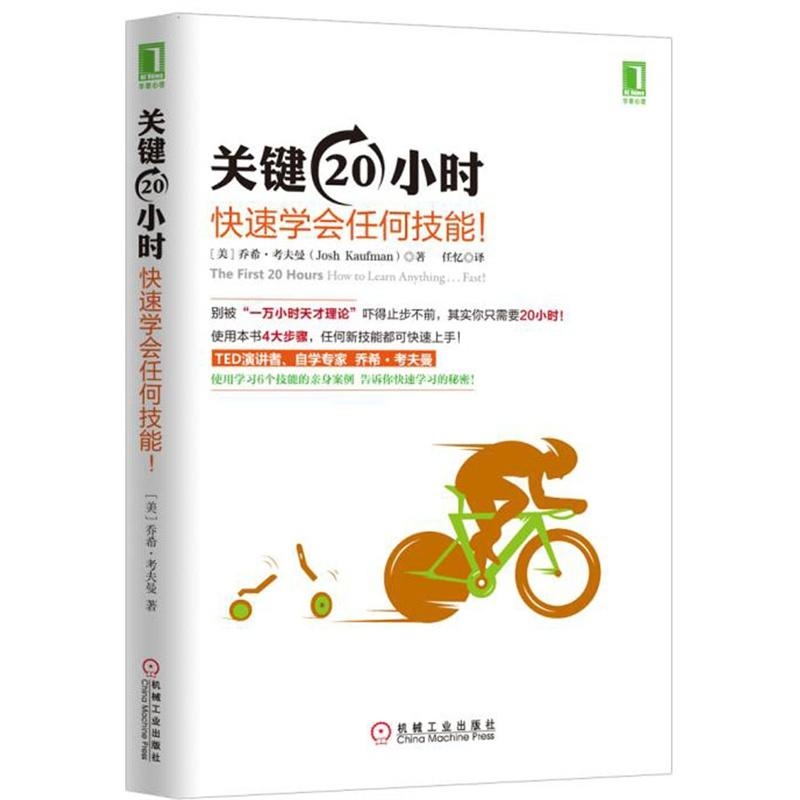 华章心理
关键20小时
快速学会任何技能！
[美] 乔希·考夫曼 著
机械工业出版社
China Machine Press
华章心理
关键20小时
快速学会任何技能！
[美] 乔希·考夫曼（Josh Kaufman）◎著 任忆◎译
The First 20 Hours How to Learn Anything...Fast!
别被“一万小时天才理论”吓得止步不前，其实你只需要20小时！
使用本书4大步骤，任何新技能都可快速上手！
TED演讲者、自学专家 乔希·考夫曼
使用学习6个技能的亲身案例 告诉你快速学习的秘密！
机械工业出版社
China Machine Press